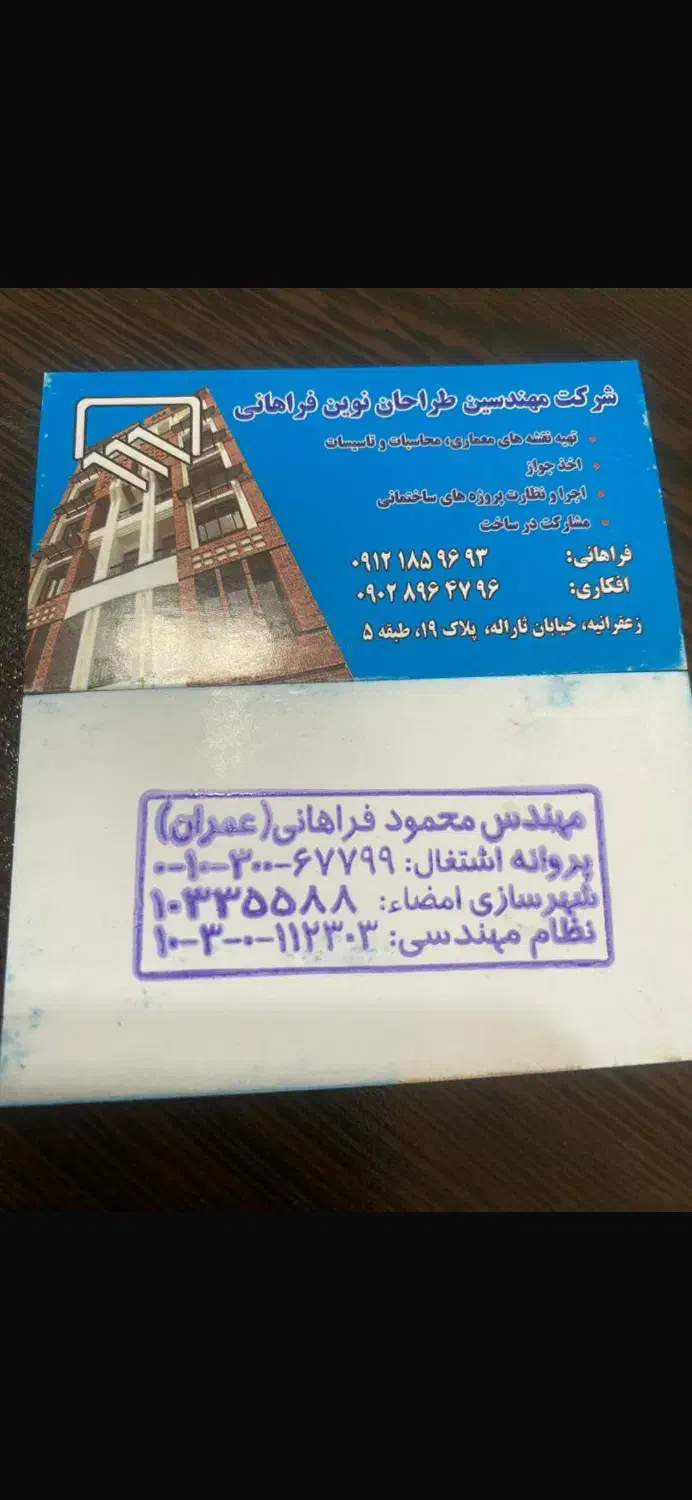 شرکت مهندسین طراحان نوین فراهانی
• تهیه نقشه های معماری، محاسبات و تاسیسات
• اخذ جواز
• اجرا و نظارت پروژه های ساختمانی
• مشارکت در ساخت
فراهانی: ۰۹۱۲ ۱۸۵ ۹۶ ۹۳
افکاری: ۰۹۰۲ ۸۹۶ ۴۷ ۹۶
زعفرانیه، خیابان ثاراله، پلاک ۱۹، طبقه ۵
مهندس محمود فراهانی(عمران)
پروانه اشتغال: ۶۷۷۹۹-۳۰۰-۱۰-۰
شهرسازی امضاء: ۱۰۳۳۵۵۸۸
نظام مهندسی: ۱۱۲۳۰۳-۰-۳-۱۰